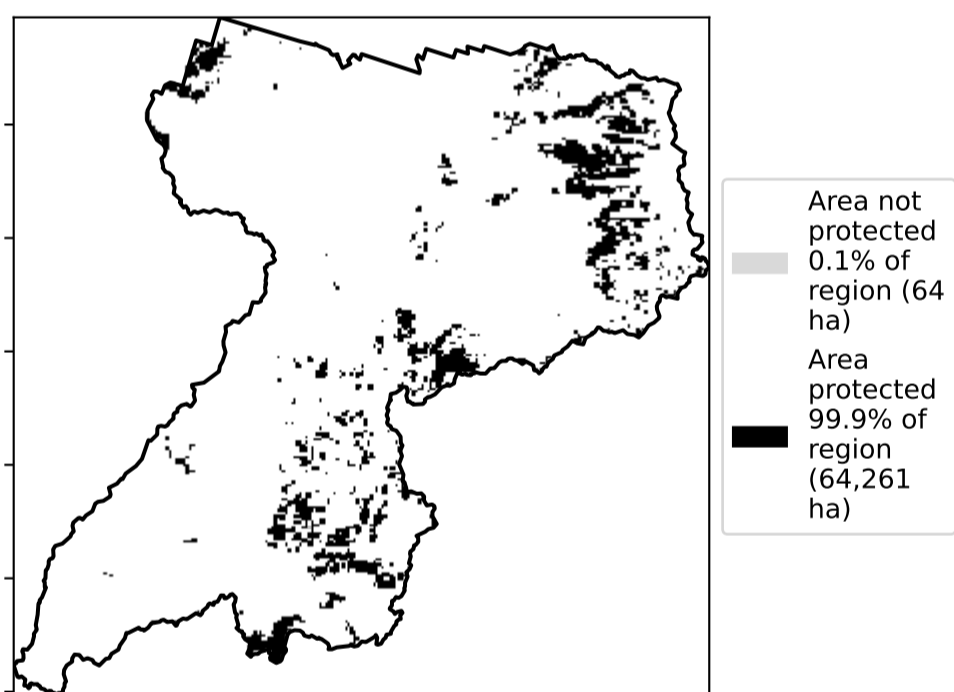 Area not
protected
0.1% of
region (64
ha)
Area
protected
99.9% of
region
(64,261
ha)